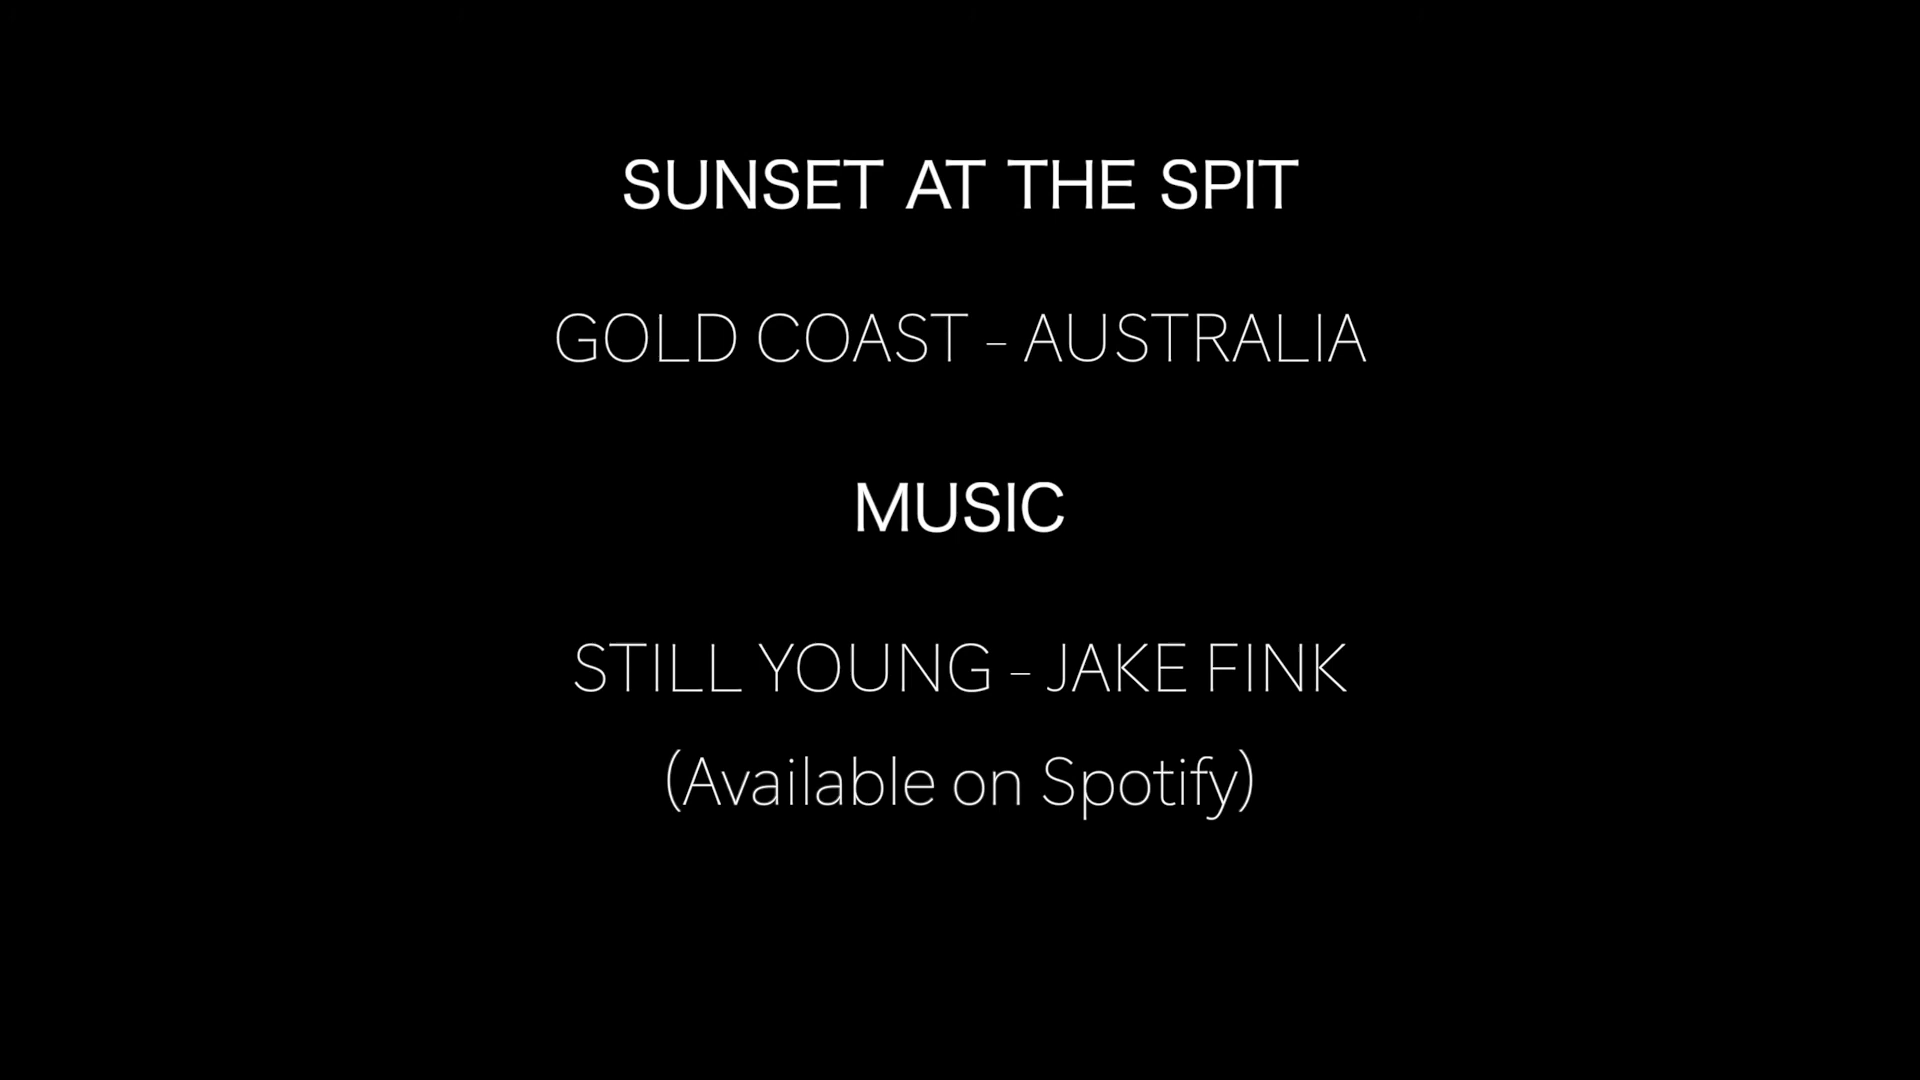 SUNSET AT THE SPIT
GOLD COAST - AUSTRALIA
MUSIC
STILL YOUNG - JAKE FINK
(Available on Spotify)